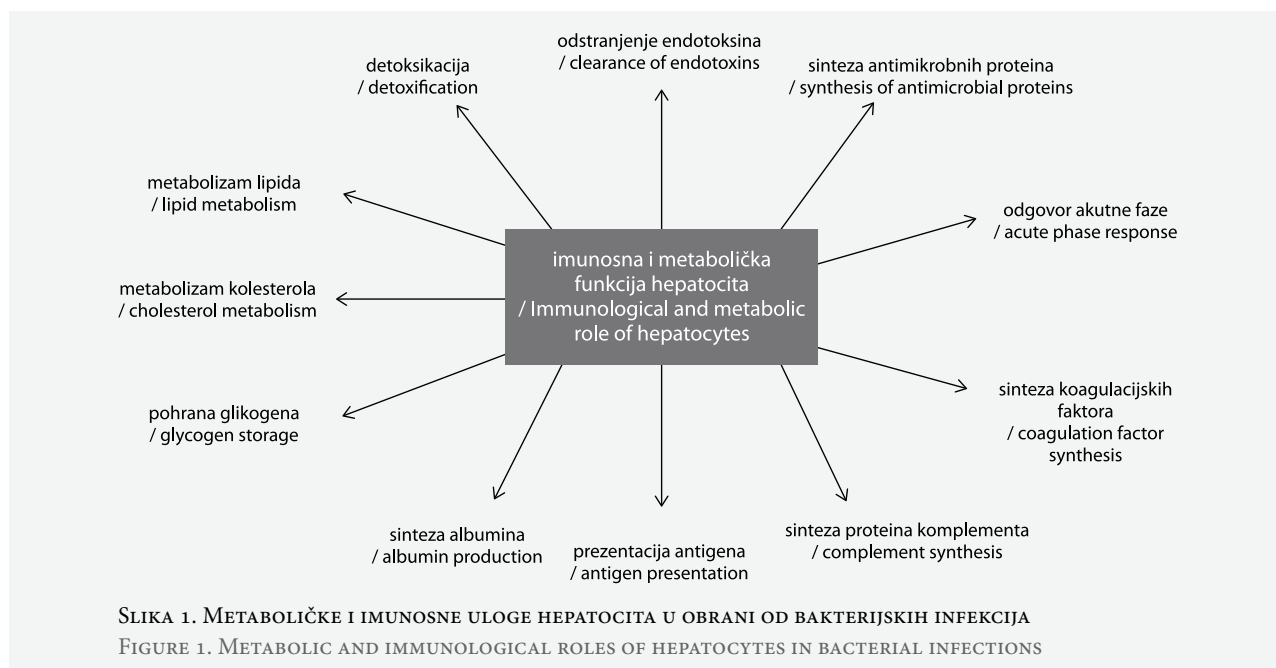 odstranjenje endotoksina
/ clearance of endotoxins
detoksikacija
/ detoxification
sinteza antimikrobnih proteina
/ synthesis of antimicrobial proteins
metabolizam lipida
/ lipid metabolism
odgovor akutne faze
/ acute phase response
imunosna i metabolička
funkcija hepatocita
/ Immunological and metabolic
role of hepatocytes
metabolizam kolesterola
/ cholesterol metabolism
pohrana glikogena
/ glycogen storage
sinteza koagulacijskih
faktora
/ coagulation factor
synthesis
sinteza albumina
/ albumin production
prezentacija antigena
/ antigen presentation
sinteza proteina komplementa
/ complement synthesis
Slika 1. Metaboličke i imunosne uloge hepatocita u obrani od bakterijskih infekcija
Figure 1. Metabolic and immunological roles of hepatocytes in bacterial infections